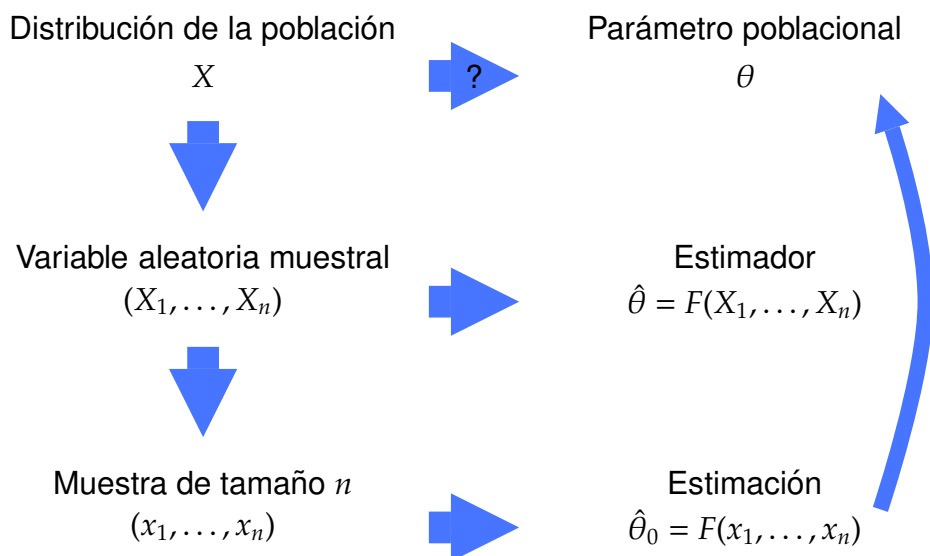 Distribución de la población
Parámetro poblacional
X
?
θ
Variable aleatoria muestral
Estimador
(X₁, . . . , Xₙ)
θ̂ = F(X₁, . . . , Xₙ)
Muestra de tamaño n
Estimación
(x₁, . . . , xₙ)
θ̂₀ = F(x₁, . . . , xₙ)